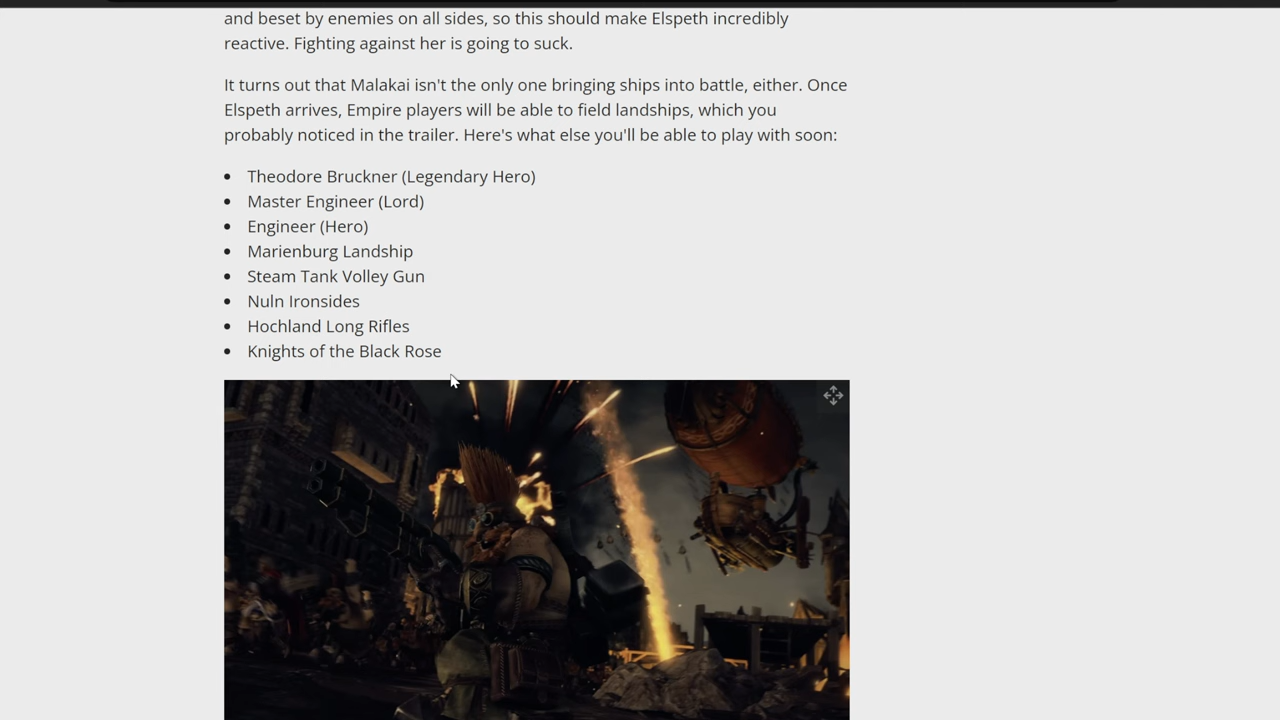 and beset by enemies on all sides, so this should make Elspeth incredibly
reactive. Fighting against her is going to suck.
It turns out that Malakai isn't the only one bringing ships into battle, either. Once
Elspeth arrives, Empire players will be able to field landships, which you
probably noticed in the trailer. Here's what else you'll be able to play with soon:
Theodore Bruckner (Legendary Hero)
Master Engineer (Lord)
Engineer (Hero)
Marienburg Landship
Steam Tank Volley Gun
Nuln Ironsides
Hochland Long Rifles
Knights of the Black Rose